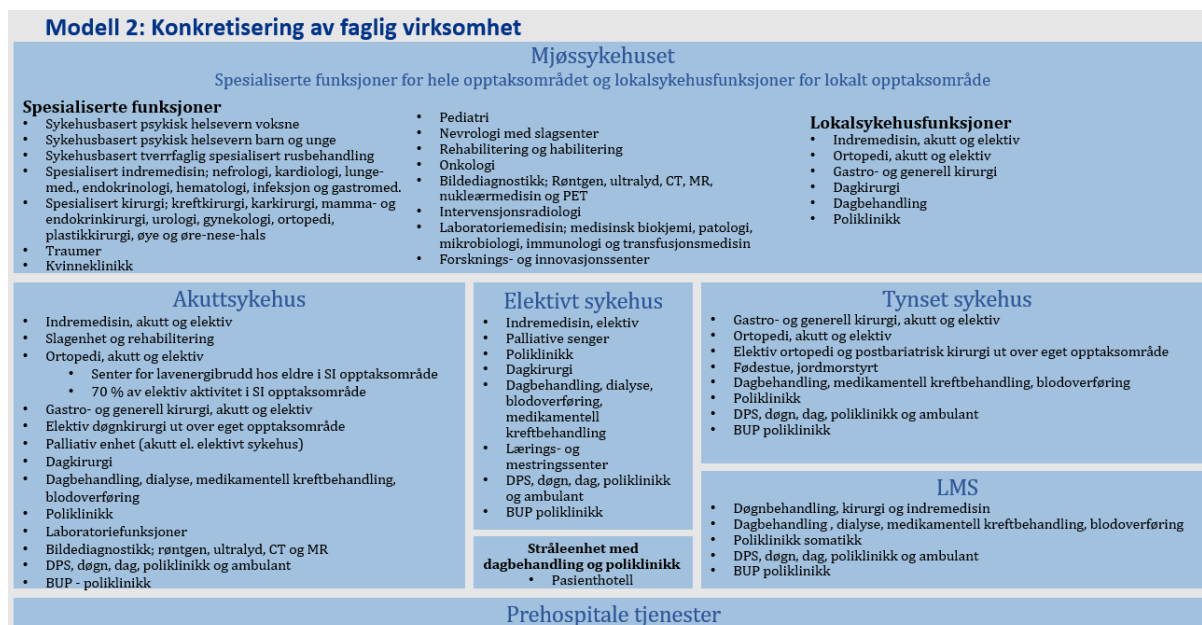 Modell 2: Konkretisering av faglig virksomhet
Mjøssykehuset
Spesialiserte funksjoner for hele opptaksområdet og lokalsykehusfunksjoner for lokalt opptaksområde
Spesialiserte funksjoner
• Sykehusbasert psykisk helsevern voksne
• Sykehusbasert psykisk helsevern barn og unge
• Sykehusbasert tverrfaglig spesialisert rusbehandling
• Spesialisert indremedisin; nefrologi, kardiologi, lunge-
med., endokrinologi, hematologi, infeksjon og gastromed.
• Spesialisert kirurgi; kreftkirurgi, karkirurgi, mamma- og
endokrinkirurgi, urologi, gynekologi, ortopedi,
plastikkirurgi, øye og øre-nese-hals
• Traumer
• Kvinneklinikk
• Pediatri
• Nevrologi med slagsenter
• Rehabilitering og habilitering
• Onkologi
• Bildediagnostikk; Røntgen, ultralyd, CT, MR,
nukleærmedisin og PET
• Intervensjonsradiologi
• Laboratoriemedisin; medisinsk biokjemi, patologi,
mikrobiologi, immunologi og transfusjonsmedisin
• Forsknings- og innovasjonssenter
Lokalsykehusfunksjoner
• Indremedisin, akutt og elektiv
• Ortopedi, akutt og elektiv
• Gastro- og generell kirurgi
• Dagkirurgi
• Dagbehandling
• Poliklinikk
Akuttsykehus
• Indremedisin, akutt og elektiv
• Slagenhet og rehabilitering
• Ortopedi, akutt og elektiv
• Senter for lavenergibrudd hos eldre i SI opptaksområde
• 70 % av elektiv aktivitet i SI opptaksområde
• Gastro- og generell kirurgi, akutt og elektiv
• Elektiv døgnkirurgi ut over eget opptaksområde
• Palliativ enhet (akutt el. elektivt sykehus)
• Dagkirurgi
• Dagbehandling, dialyse, medikamentell kreftbehandling,
blodoverføring
• Poliklinikk
• Laboratoriefunksjoner
• Bildediagnostikk; røntgen, ultralyd, CT og MR
• DPS, døgn, dag, poliklinikk og ambulant
• BUP - poliklinikk
Elektivt sykehus
• Indremedisin, elektiv
• Palliative senger
• Poliklinikk
• Dagkirurgi
• Dagbehandling, dialyse,
blodoverføring,
medikamentell
kreftbehandling
• Lærings- og
mestringssenter
• DPS, døgn, dag, poliklinikk
og ambulant
• BUP poliklinikk
Stråleenhet med
dagbehandling og poliklinikk
• Pasienthotell
Tynset sykehus
• Gastro- og generell kirurgi, akutt og elektiv
• Ortopedi, akutt og elektiv
• Elektiv ortopedi og postbariatrisk kirurgi ut over eget opptaksområde
• Fødestue, jordmorstyrt
• Dagbehandling, medikamentell kreftbehandling, blodoverføring
• Poliklinikk
• DPS, døgn, dag, poliklinikk og ambulant
• BUP poliklinikk
LMS
• Døgnbehandling, kirurgi og indremedisin
• Dagbehandling , dialyse, medikamentell kreftbehandling, blodoverføring
• Poliklinikk somatikk
• DPS, døgn, dag, poliklinikk og ambulant
• BUP poliklinikk
Prehospitale tjenester